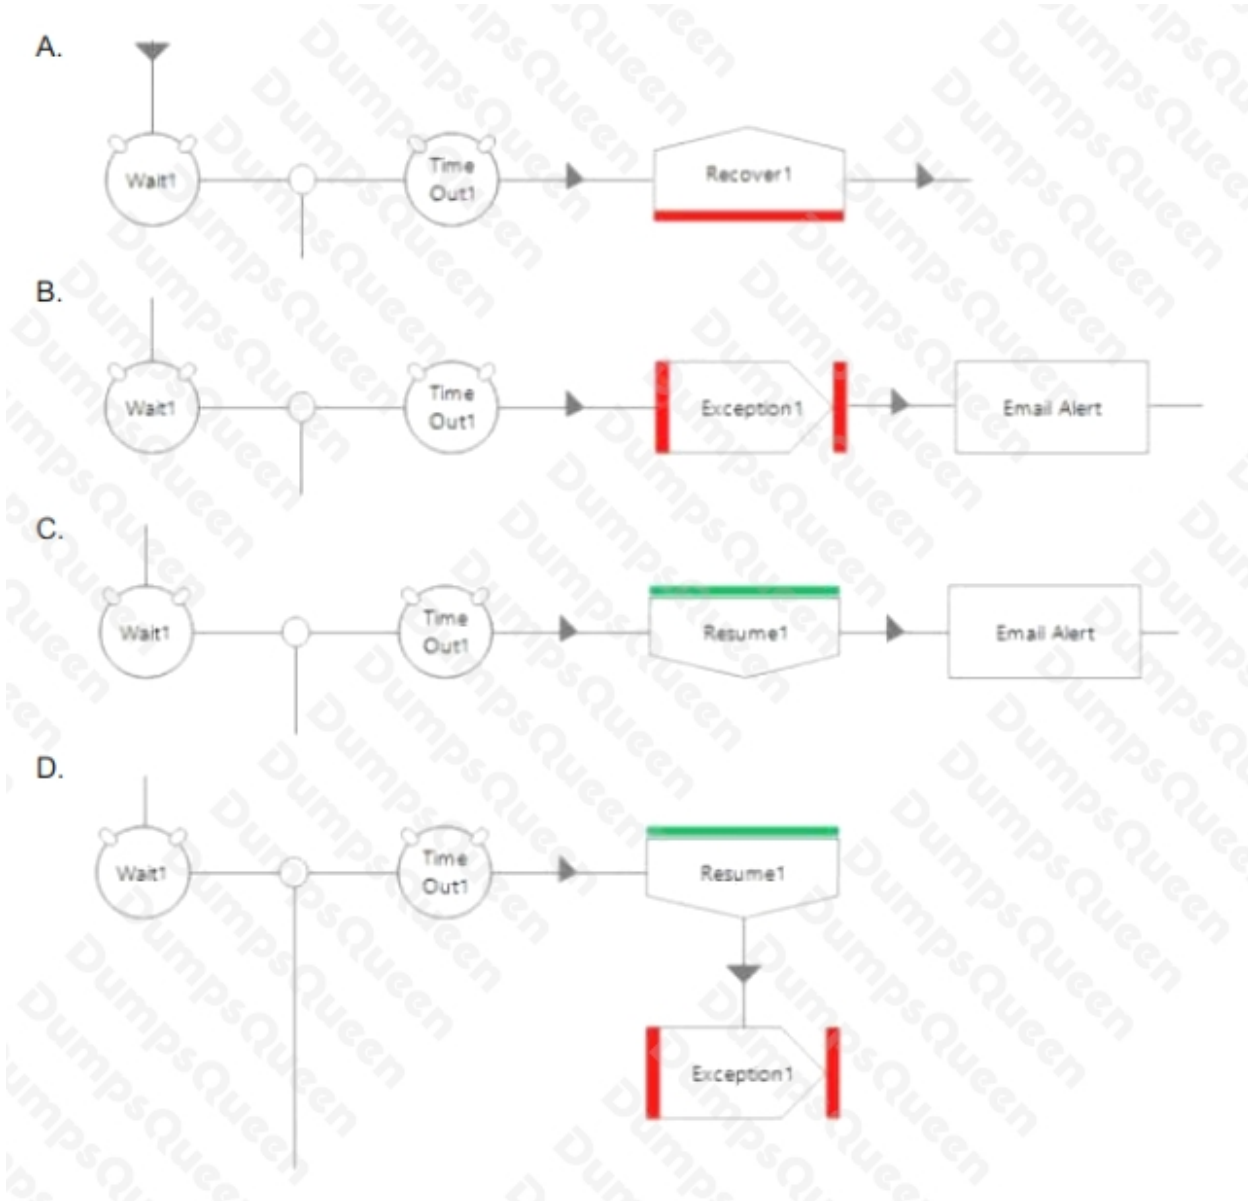 A.
Wait1
Time
Out1
Recover1
B.
Wait1
Time
Out1
Exception1
Email Alert
C.
Wait1
Time
Out1
Resume1
Email Alert
D.
Wait1
Time
Out1
Resume1
Exception1
DumpsQueen